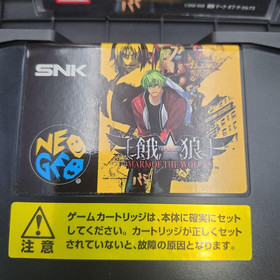 SNK
NEO
GEO
餓狼
MARK OF THE WOLVES
注意
ゲームカートリッジは、本体に確実にセット
してください。カートリッジが正しくセット
されていないと、故障の原因となります。